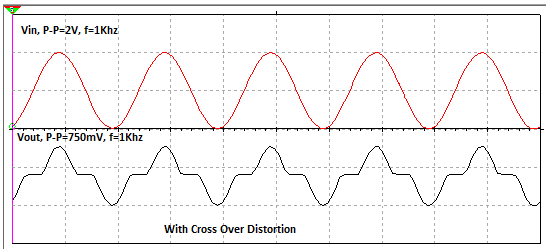 Vin, P-P=2V, f=1Khz
Vout, P-P=750mV, f=1Khz
With Cross Over Distortion